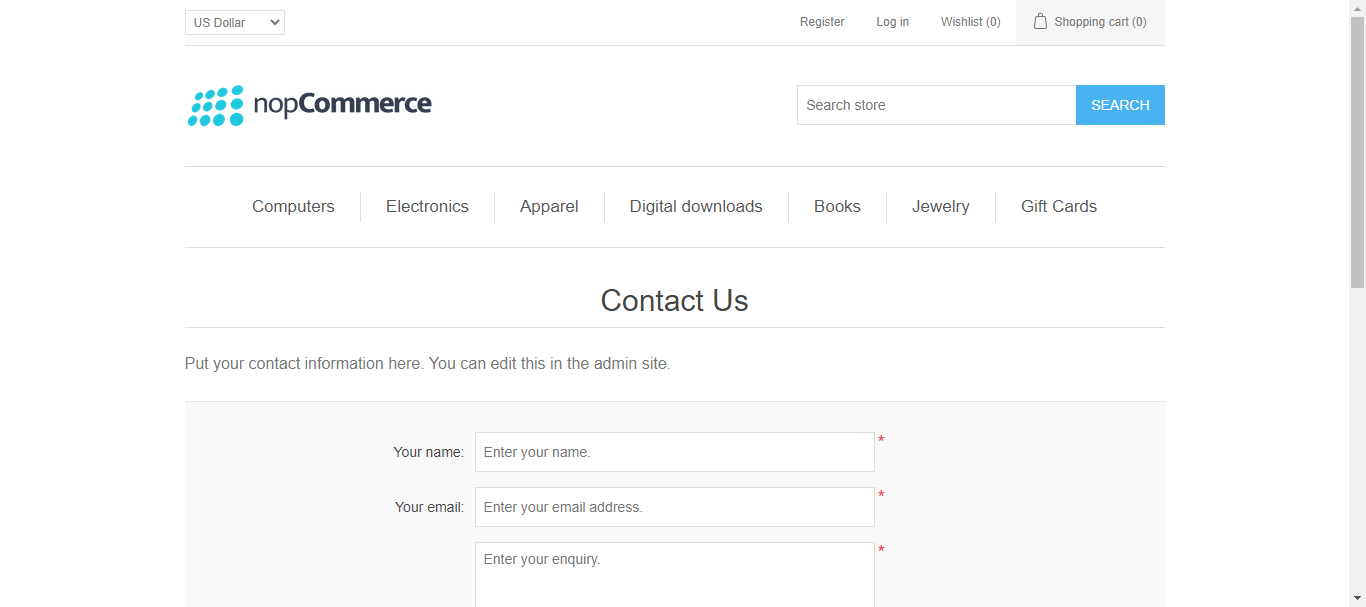 US Dollar Register Log in Wishlist (0) Shopping cart (0)
nopCommerce Search store SEARCH
Computers Electronics Apparel Digital downloads Books Jewelry Gift Cards
Contact Us
Put your contact information here. You can edit this in the admin site.
Your name: Enter your name. *
Your email: Enter your email address. *
Enter your enquiry. *